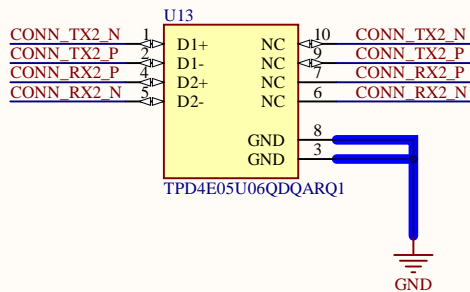 U13
CONN_TX2_N 1 D1+ NC 10 CONN_TX2_N
CONN_TX2_P 2 D1- NC 9 CONN_TX2_P
CONN_RX2_P 4 D2+ NC 7 CONN_RX2_P
CONN_RX2_N 5 D2- NC 6 CONN_RX2_N
GND 8
GND 3
TPD4E05U06QDQARQ1
GND